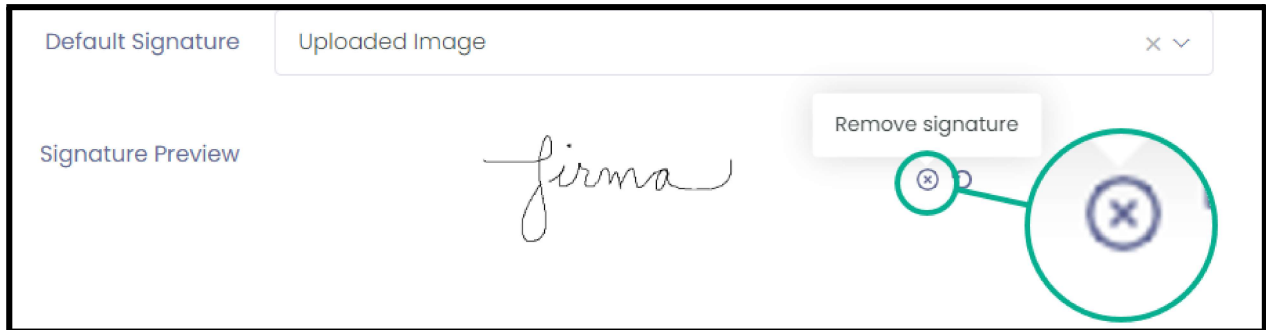 Default Signature Uploaded Image
Remove signature
Signature Preview
firma